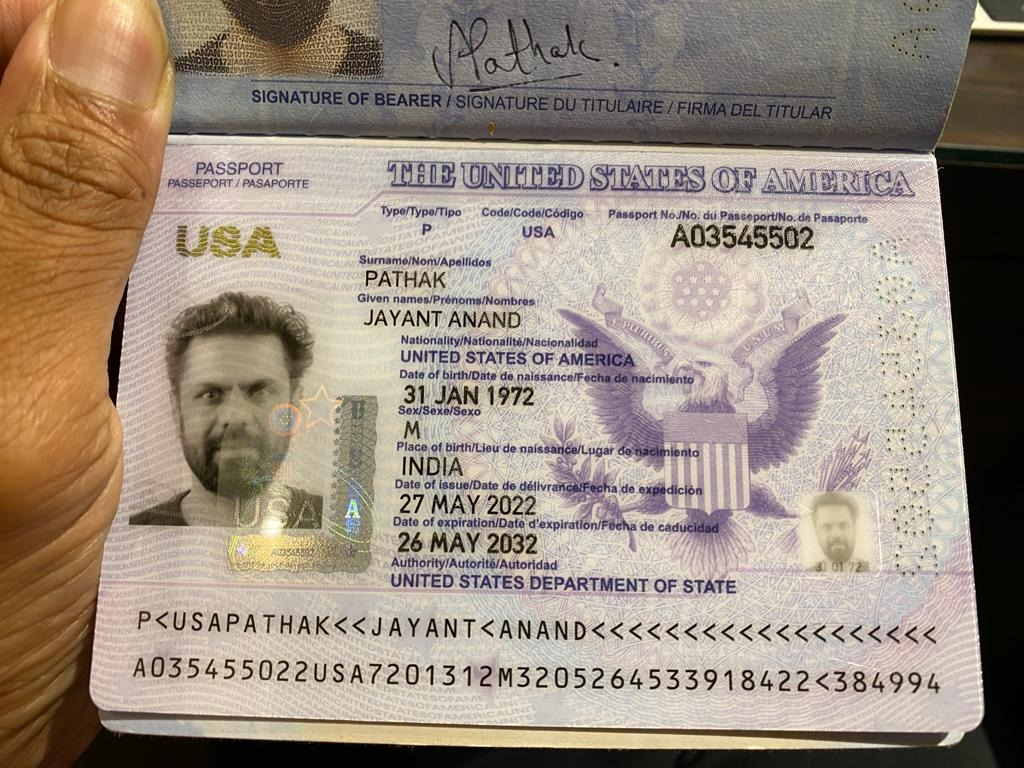 Pathak.
SIGNATURE OF BEARER / SIGNATURE DU TITULAIRE / FIRMA DEL TITULAR
PASSPORT
PASSEPORT / PASAPORTE
THE UNITED STATES OF AMERICA
USA
Type/Type/Tipo Code/Code/Código Passport No./No. du Passeport/No. de Pasaporte
P USA A03545502
Surname/Nom/Apellidos
PATHAK
Given names/Prénoms/Nombres
JAYANT ANAND
Nationality/Nationalité/Nacionalidad
UNITED STATES OF AMERICA
Date of birth/Date de naissance/Fecha de nacimiento
31 JAN 1972
Sex/Sexe/Sexo
M
Place of birth/Lieu de naissance/Lugar de nacimiento
INDIA
Date of issue/Date de délivrance/Fecha de expedición
27 MAY 2022
Date of expiration/Date d'expiration/Fecha de caducidad
26 MAY 2032
Authority/Autorité/Autoridad
UNITED STATES DEPARTMENT OF STATE
E PLURIBUS UNUM
USA
31 01 72
P<USAPATHAK<<JAYANT<ANAND<<<<<<<<<<<<<<<<<<<
A035455022USA7201312M3205264533918422<384994